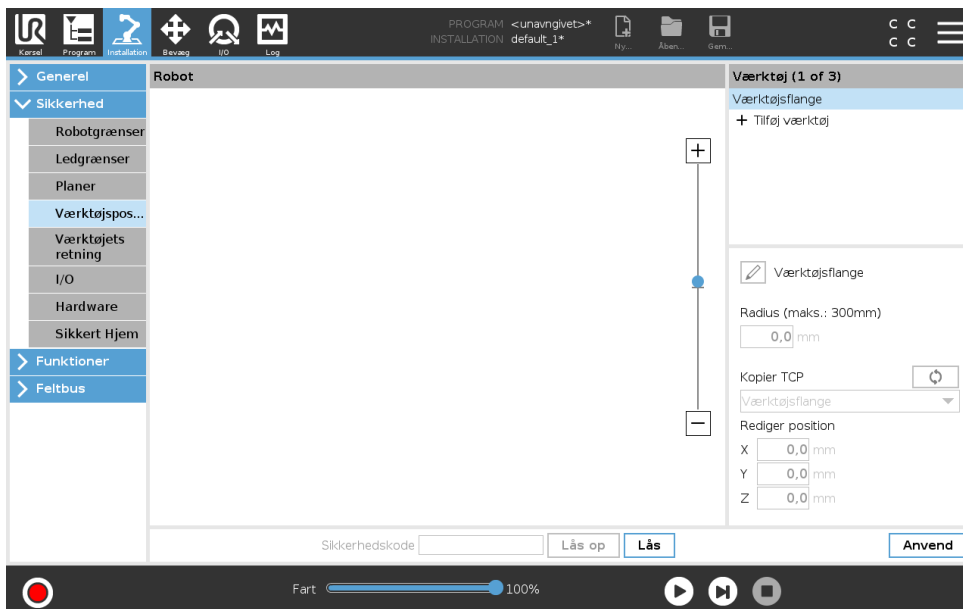 UR
PROGRAM <unavngivet>*
INSTALLATION default_1*
Kørsel Program Installation Bevæg I/O Log Ny... Åben... Gem...
C C
C C
Generel
Sikkerhed
Robotgrænser
Ledgrænser
Planer
Værktøjspos...
Værktøjets
retning
I/O
Hardware
Sikkert Hjem
Funktioner
Feltbus
Robot
Værktøj (1 of 3)
Værktøjsflange
+ Tilføj værktøj
Værktøjsflange
Radius (maks.: 300mm)
0,0 mm
Kopier TCP
Værktøjsflange
Rediger position
X 0,0 mm
Y 0,0 mm
Z 0,0 mm
Sikkerhedskode Lås op Lås Anvend
Fart 100%